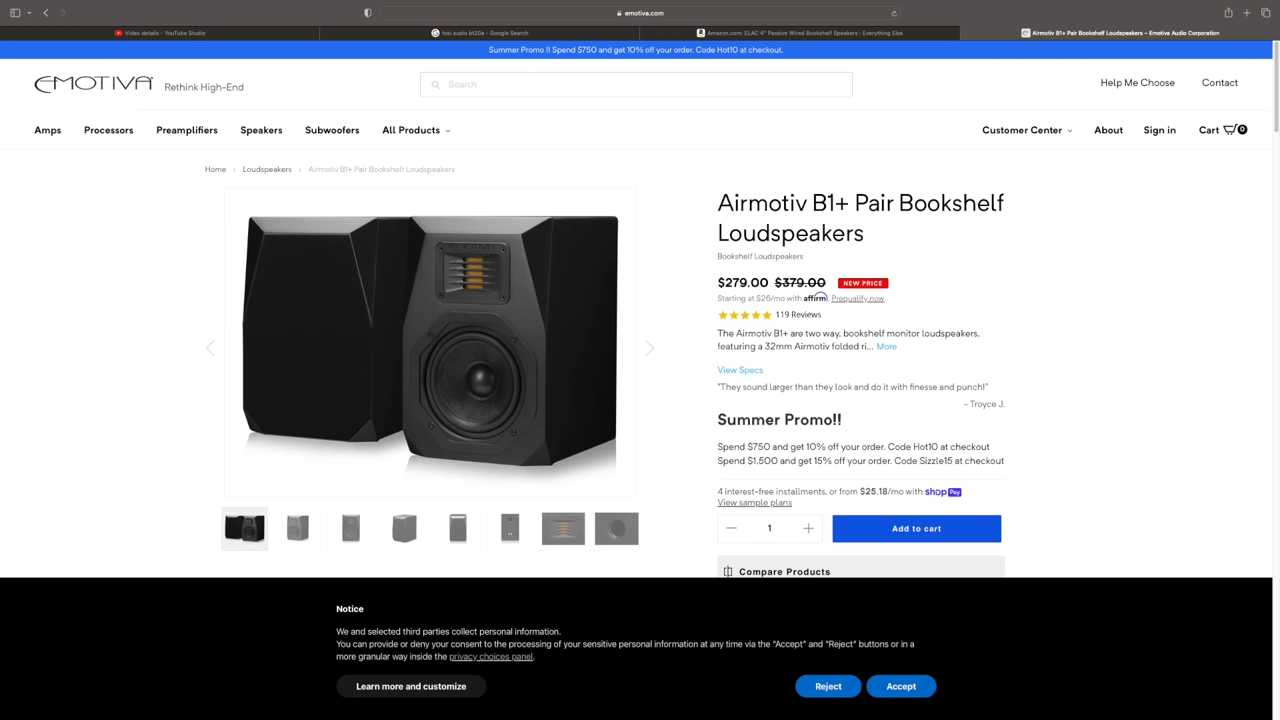 emotiva.com
Video details - YouTube Studio
fosi audio bt20a - Google Search
Amazon.com: ELAC 4" Passive Wired Bookshelf Speakers : Everything Else
Airmotiv B1+ Pair Bookshelf Loudspeakers – Emotiva Audio Corporation
Summer Promo !! Spend $750 and get 10% off your order. Code Hot10 at checkout.
EMOTIVA Rethink High-End
Search
Help Me Choose
Contact
Amps
Processors
Preamplifiers
Speakers
Subwoofers
All Products
Customer Center
About
Sign in
Cart 0
Home › Loudspeakers › Airmotiv B1+ Pair Bookshelf Loudspeakers
Airmotiv B1+ Pair Bookshelf
Loudspeakers
Bookshelf Loudspeakers
$279.00 $379.00 NEW PRICE
Starting at $26/mo with affirm. Prequalify now
119 Reviews
The Airmotiv B1+ are two way, bookshelf monitor loudspeakers,
featuring a 32mm Airmotiv folded ri... More
View Specs
"They sound larger than they look and do it with finesse and punch!"
- Troyce J.
Summer Promo!!
Spend $750 and get 10% off your order. Code Hot10 at checkout
Spend $1,500 and get 15% off your order. Code Sizzle15 at checkout
4 interest-free installments, or from $25.18/mo with shop Pay
View sample plans
1
Add to cart
Compare Products
Notice
We and selected third parties collect personal information.
You can provide or deny your consent to the processing of your sensitive personal information at any time via the “Accept” and “Reject” buttons or in a
more granular way inside the privacy choices panel.
Learn more and customize
Reject
Accept